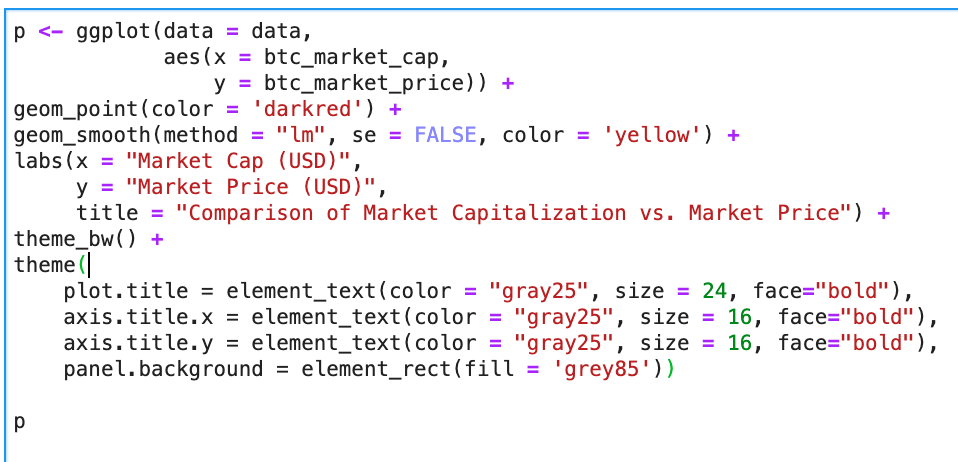 p <- ggplot(data = data,
            aes(x = btc_market_cap,
                y = btc_market_price)) +
geom_point(color = 'darkred') +
geom_smooth(method = "lm", se = FALSE, color = 'yellow') +
labs(x = "Market Cap (USD)",
     y = "Market Price (USD)",
     title = "Comparison of Market Capitalization vs. Market Price") +
theme_bw() +
theme(
    plot.title = element_text(color = "gray25", size = 24, face="bold"),
    axis.title.x = element_text(color = "gray25", size = 16, face="bold"),
    axis.title.y = element_text(color = "gray25", size = 16, face="bold"),
    panel.background = element_rect(fill = 'grey85'))

p